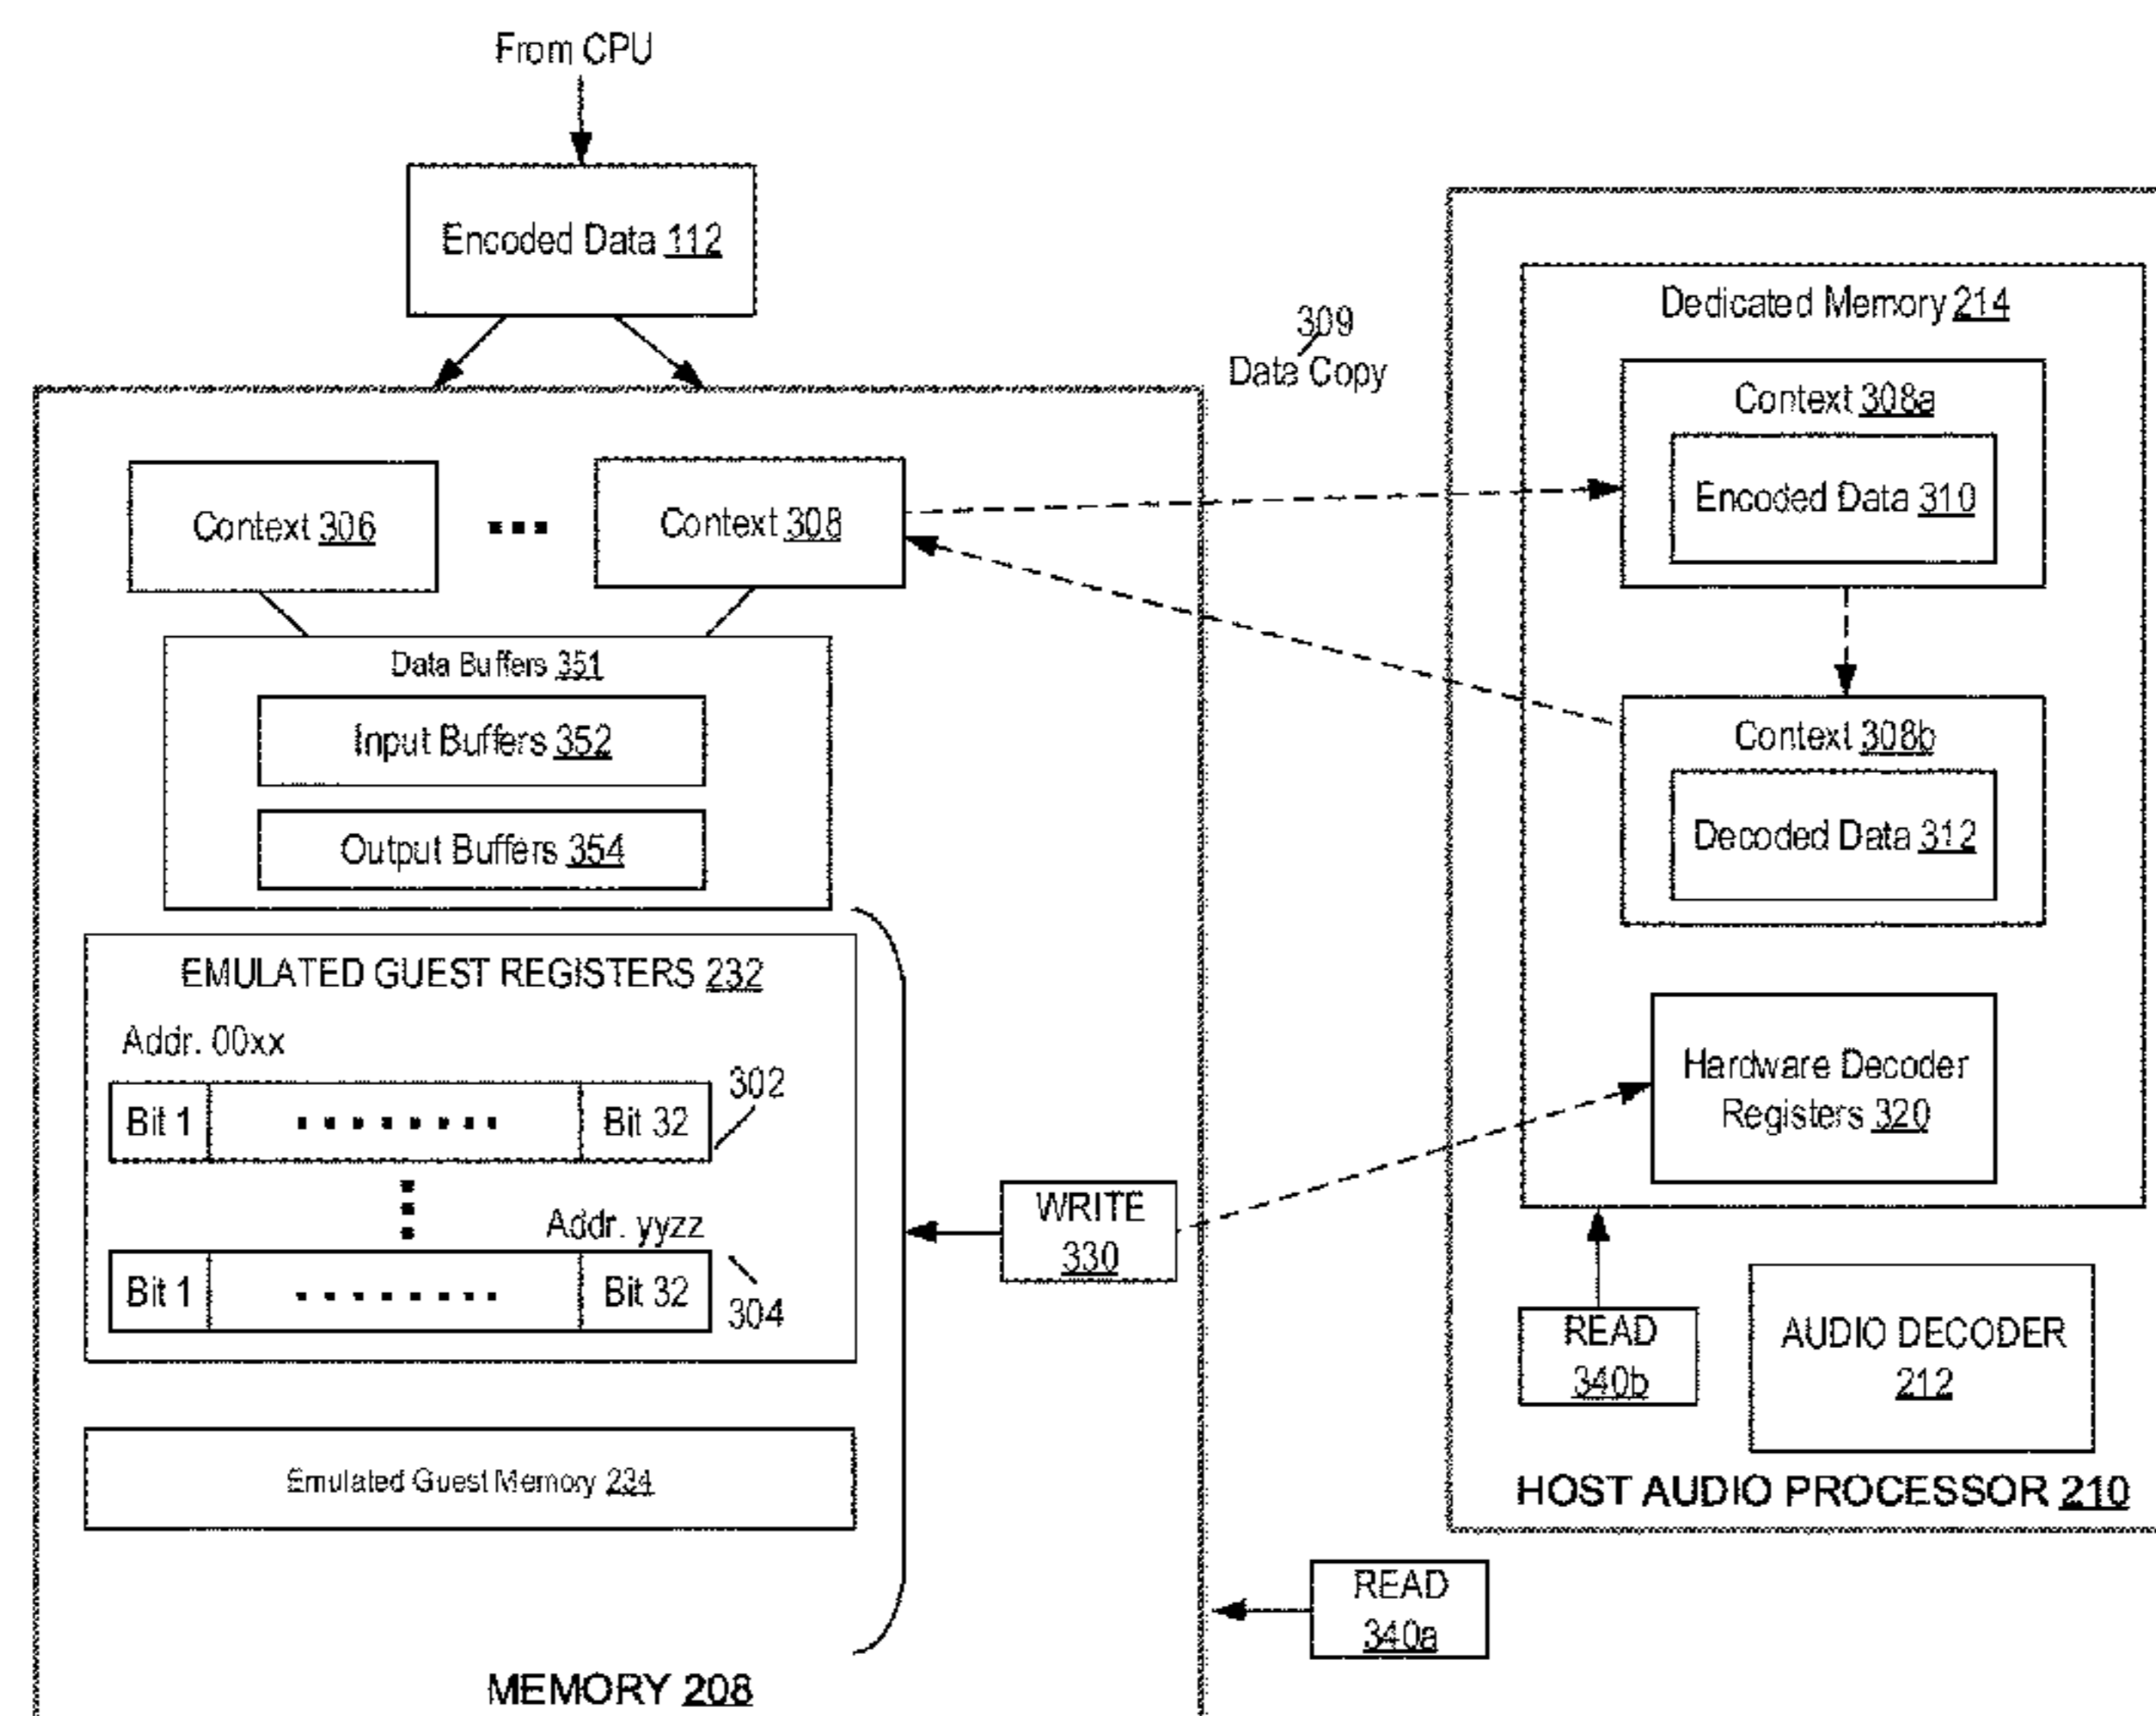 From CPU
Encoded Data 112
309
Data Copy
Context 306
Context 308
Data Buffers 351
Input Buffers 352
Output Buffers 354
EMULATED GUEST REGISTERS 232
Addr. 00xx
Bit 1
Bit 32
302
Addr. yyzz
Bit 1
Bit 32
304
Emulated Guest Memory 234
MEMORY 208
WRITE
330
READ
340a
Dedicated Memory 214
Context 308a
Encoded Data 310
Context 308b
Decoded Data 312
Hardware Decoder
Registers 320
READ
340b
AUDIO DECODER
212
HOST AUDIO PROCESSOR 210